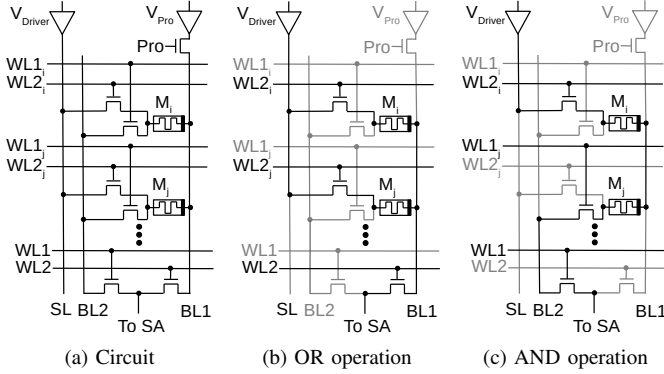 V_Driver V_Pro V_Driver V_Pro V_Driver V_Pro
Pro Pro Pro
WL1_i WL1_i WL1_i
WL2_i WL2_i WL2_i
M_i M_i M_i
WL1_j WL1_j WL1_j
WL2_j WL2_j WL2_j
M_j M_j M_j
WL1 WL1 WL1
WL2 WL2 WL2
SL BL2 BL1 SL BL2 BL1 SL BL2 BL1
To SA To SA To SA
(a) Circuit (b) OR operation (c) AND operation